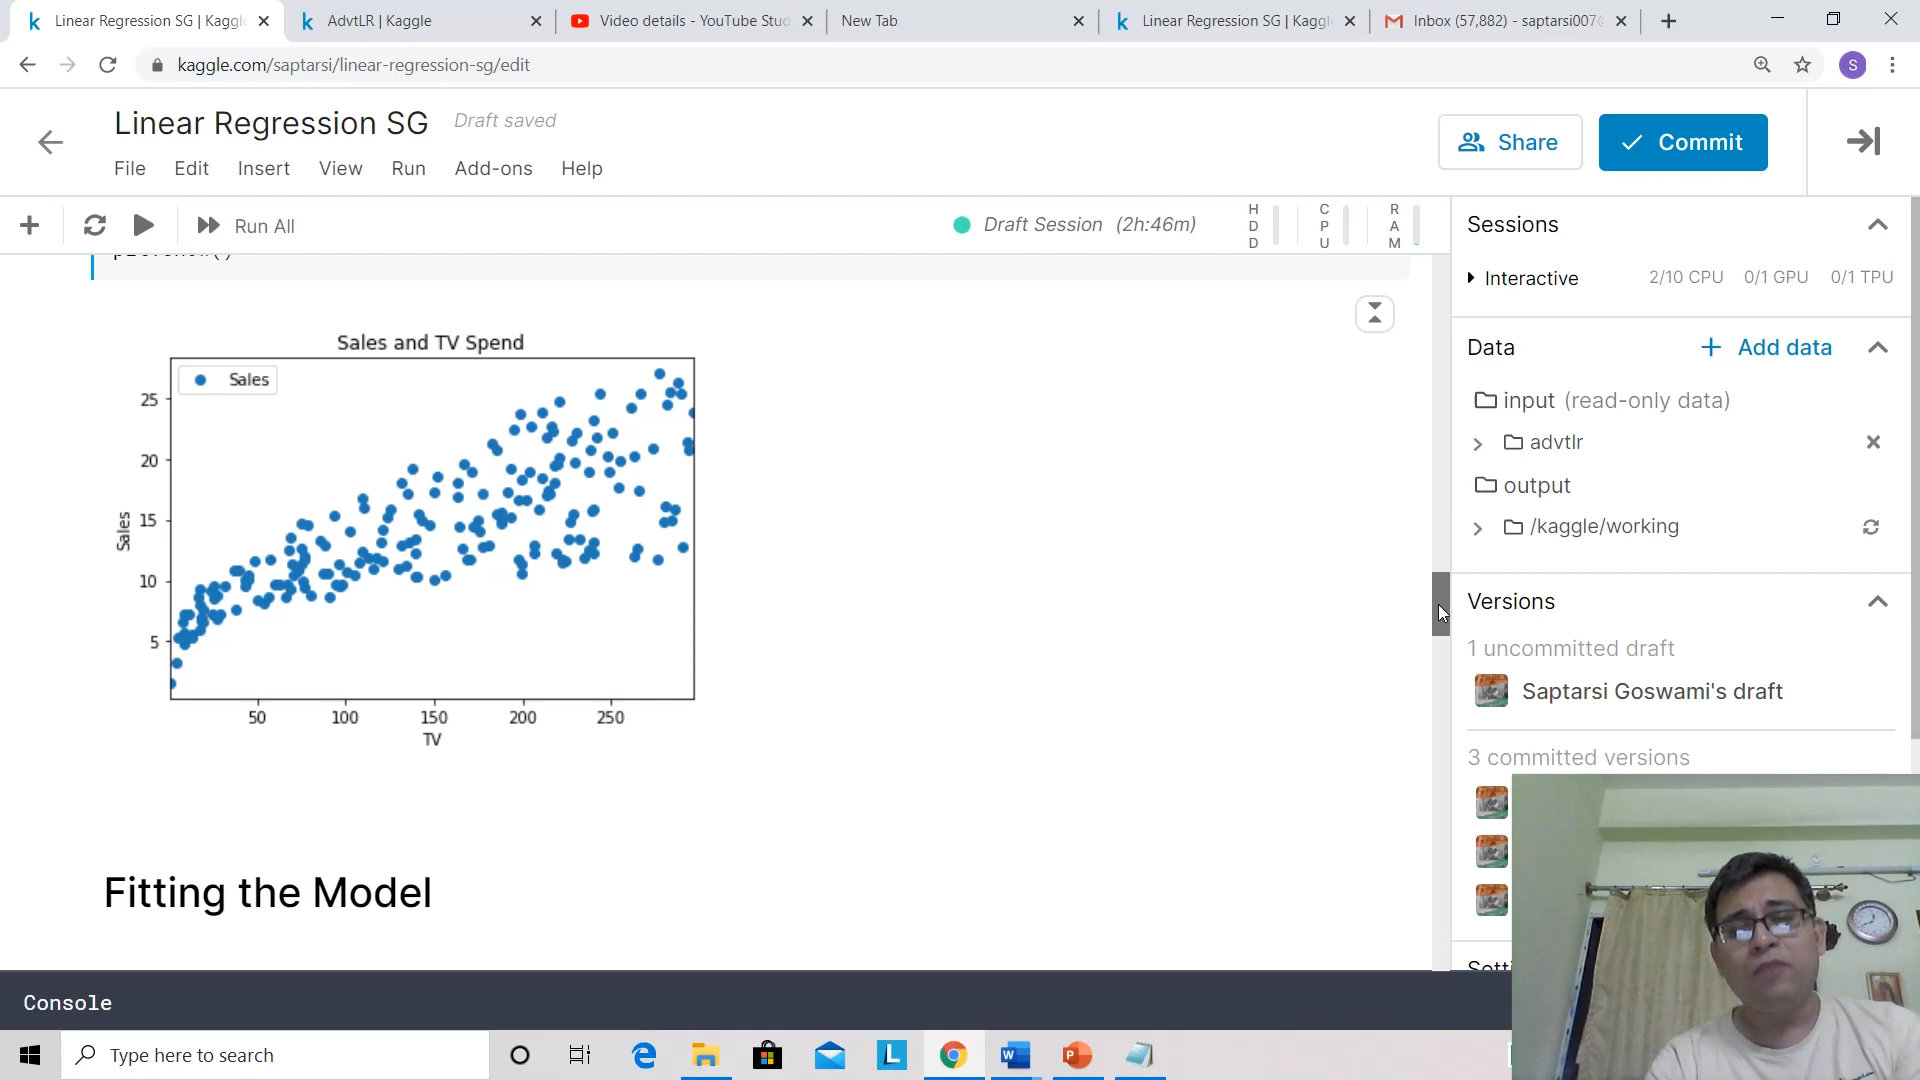 Linear Regression SG | Kaggle
AdvtLR | Kaggle
Video details - YouTube Stud
New Tab
Linear Regression SG | Kaggle
Inbox (57,882) - saptarsi007@
kaggle.com/saptarsi/linear-regression-sg/edit
S
Linear Regression SG
Draft saved
File
Edit
Insert
View
Run
Add-ons
Help
Share
Commit
Run All
Draft Session (2h:46m)
HDD
CPU
RAM
Sessions
Interactive
2/10 CPU
0/1 GPU
0/1 TPU
Data
+ Add data
input (read-only data)
advtlr
output
/kaggle/working
Versions
1 uncommitted draft
Saptarsi Goswami's draft
3 committed versions
Sales and TV Spend
Sales
25
20
15
10
5
Sales
50
100
150
200
250
TV
Fitting the Model
Console
Type here to search